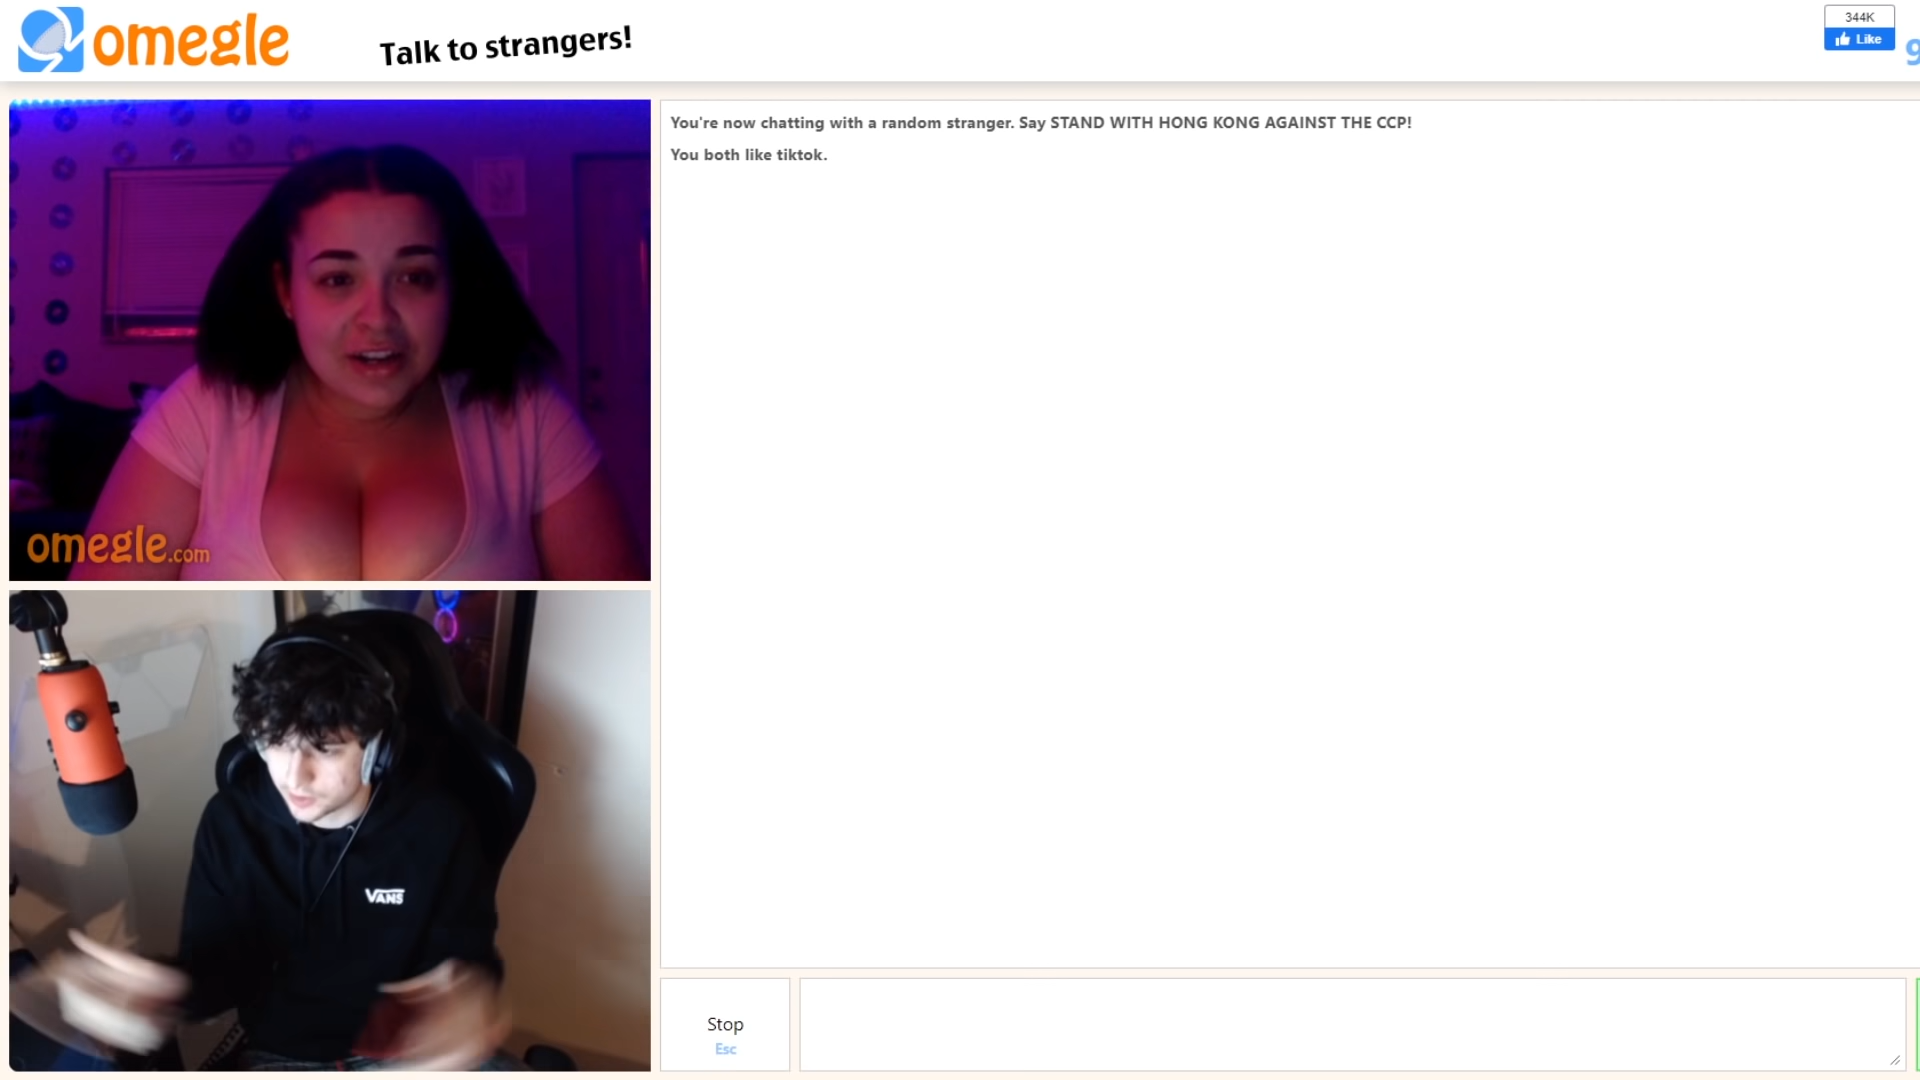 omegle
Talk to strangers!
344K
Like
You're now chatting with a random stranger. Say STAND WITH HONG KONG AGAINST THE CCP!
You both like tiktok.
omegle.com
VANS
Stop
Esc